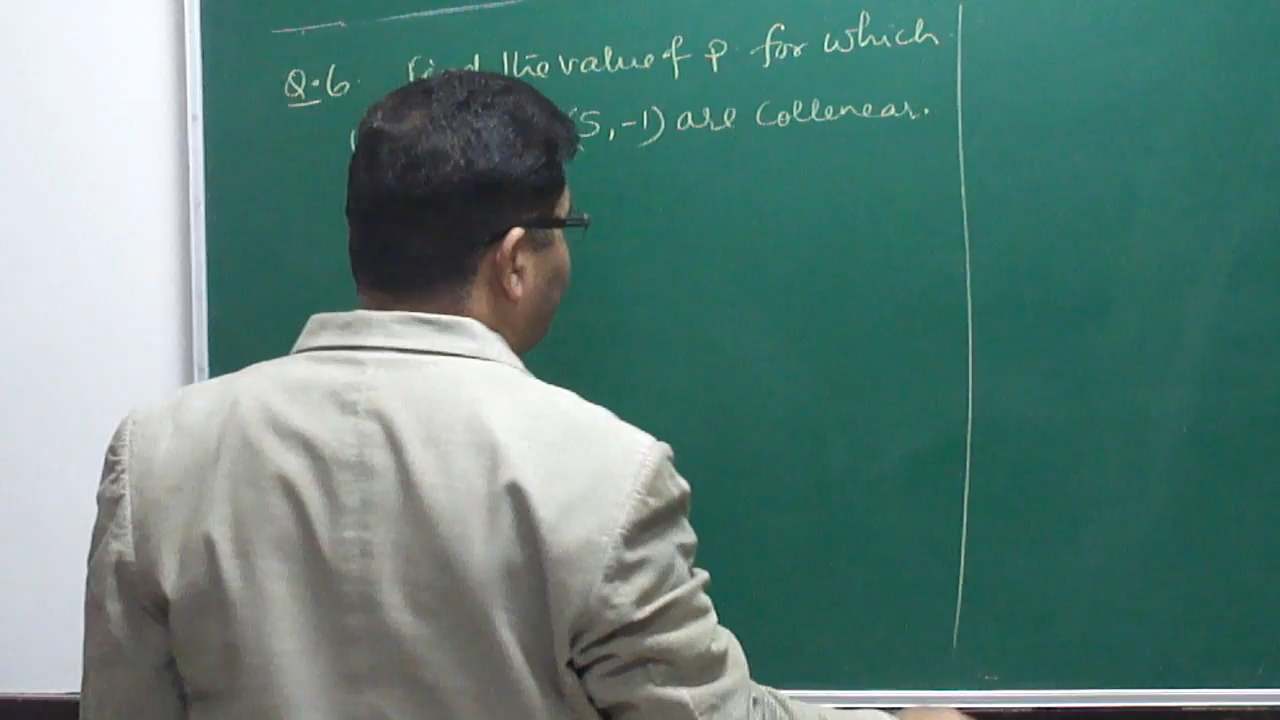 Q.6. Find the value of p for which
(5,-1) are collenear.